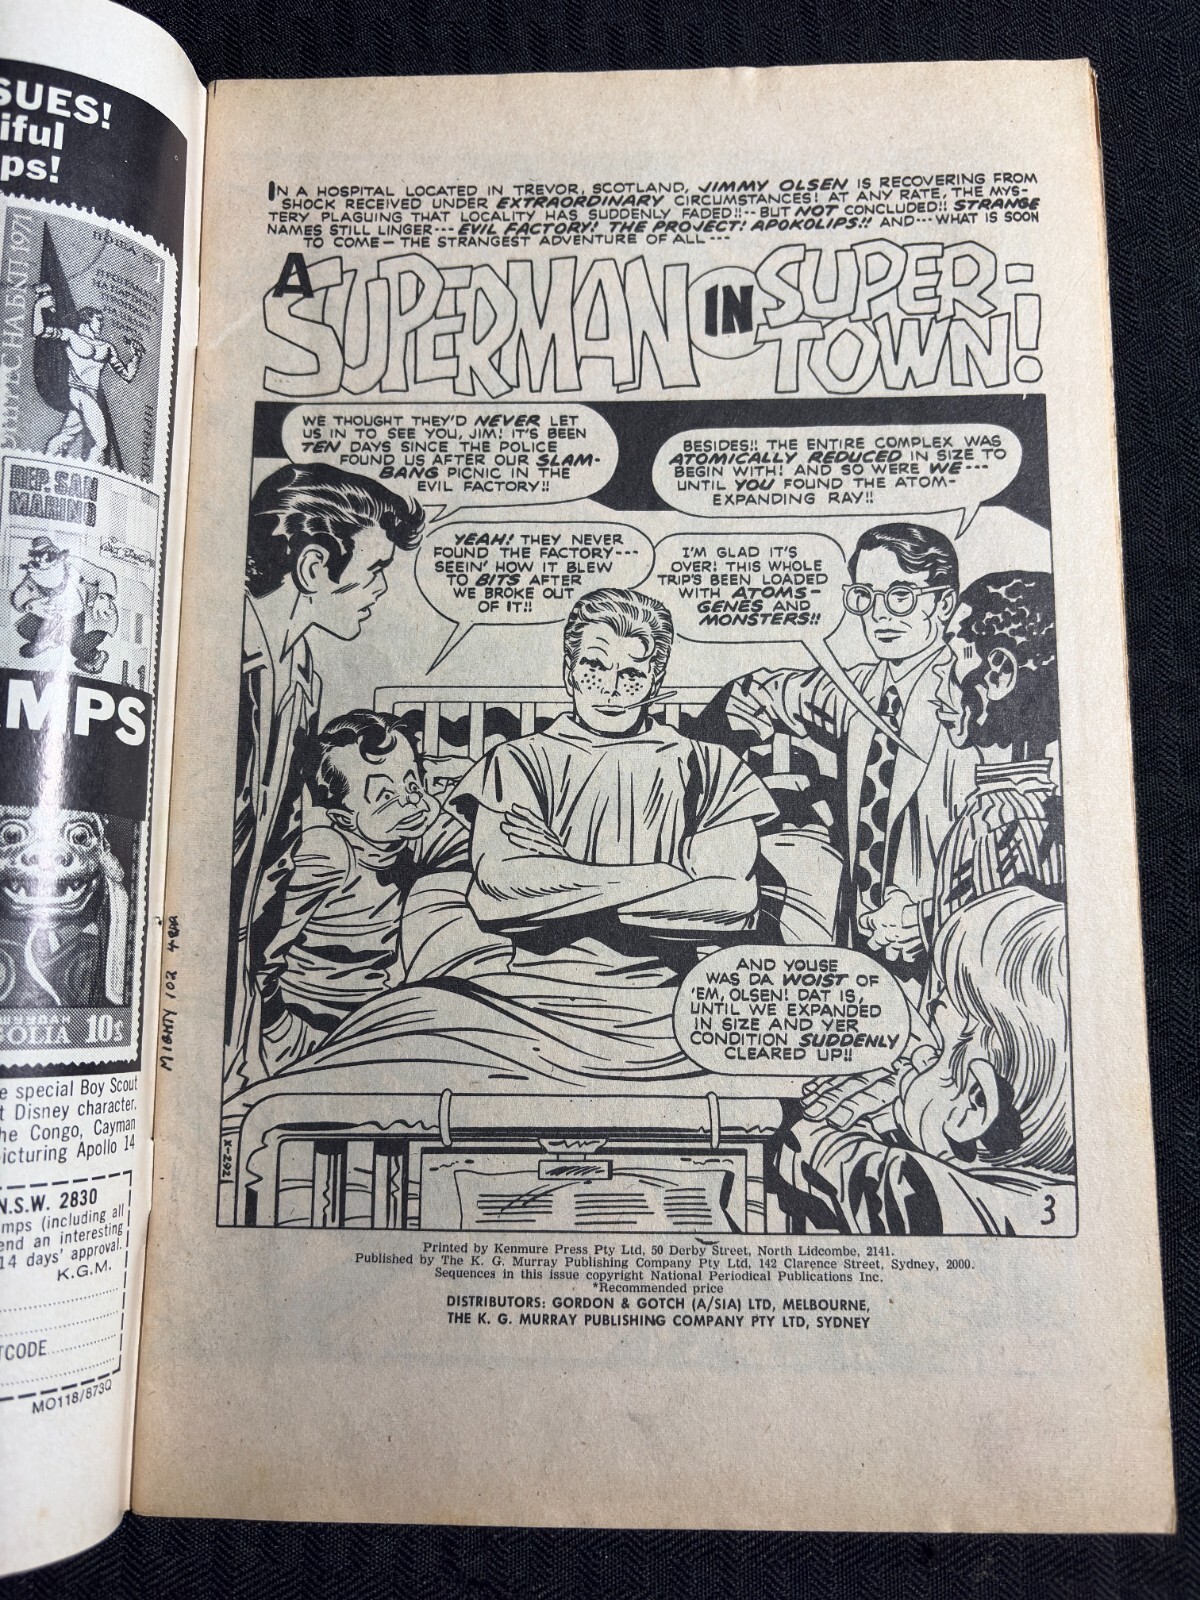 SUES!
iful
ps!
ПОЩА СТ
1971
REP. SAN
MARINO
MPS
10s
e special Boy Scout
t Disney character.
he Congo, Cayman
picturing Apollo 14
N.S.W. 2830
mps (including all
end an interesting
14 days' approval.
K.G.M.
TCODE
MO118/873Q
MIGHTY 102
IN A HOSPITAL LOCATED IN TREVOR, SCOTLAND, JIMMY OLSEN IS RECOVERING FROM
SHOCK RECEIVED UNDER EXTRAORDINARY CIRCUMSTANCES! AT ANY RATE, THE MYS-
TERY PLAGUING THAT LOCALITY HAS SUDDENLY FADED!!-- BUT NOT CONCLUDED!! STRANGE
NAMES STILL LINGER--- EVIL FACTORY! THE PROJECT! APOKOLIPS!! AND---WHAT IS SOON
TO COME-- THE STRANGEST ADVENTURE OF ALL---
A SUPERMAN IN SUPER-
TOWN!
WE THOUGHT THEY'D NEVER LET
US IN TO SEE YOU, JIM! IT'S BEEN
TEN DAYS SINCE THE POLICE
FOUND US AFTER OUR SLAM-
BANG PICNIC IN THE
EVIL FACTORY!!
BESIDES!! THE ENTIRE COMPLEX WAS
ATOMICALLY REDUCED IN SIZE TO
BEGIN WITH! AND SO WERE WE---
UNTIL YOU FOUND THE ATOM-
EXPANDING RAY!!
YEAH! THEY NEVER
FOUND THE FACTORY---
SEEIN' HOW IT BLEW
TO BITS AFTER
WE BROKE OUT
OF IT!!
I'M GLAD IT'S
OVER! THIS WHOLE
TRIP'S BEEN LOADED
WITH ATOMS-
GENES AND
MONSTERS!!
AND YOUSE
WAS DA WOIST OF
'EM, OLSEN! DAT IS,
UNTIL WE EXPANDED
IN SIZE AND YER
CONDITION SUDDENLY
CLEARED UP!!
X-292
3
Printed by Kenmure Press Pty Ltd, 50 Derby Street, North Lidcombe, 2141.
Published by The K. G. Murray Publishing Company Pty Ltd, 142 Clarence Street, Sydney, 2000.
Sequences in this issue copyright National Periodical Publications Inc.
*Recommended price
DISTRIBUTORS: GORDON & GOTCH (A/SIA) LTD, MELBOURNE,
THE K. G. MURRAY PUBLISHING COMPANY PTY LTD, SYDNEY